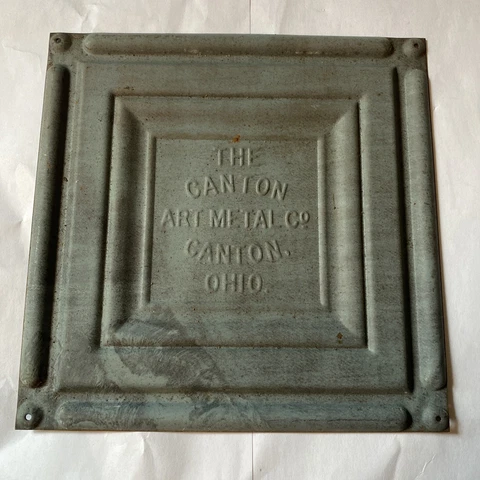 THE
CANTON
ART METAL Cº
CANTON,
OHIO.